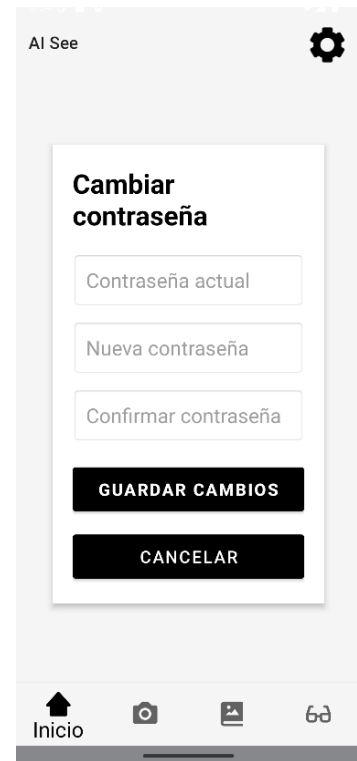 AI See
Cambiar
contraseña
Contraseña actual
Nueva contraseña
Confirmar contraseña
GUARDAR CAMBIOS
CANCELAR
Inicio